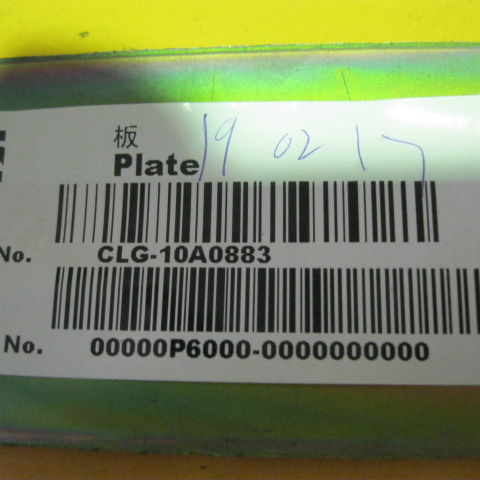 板
Plate 19 02 17
No. CLG-10A0883
No. 00000P6000-0000000000